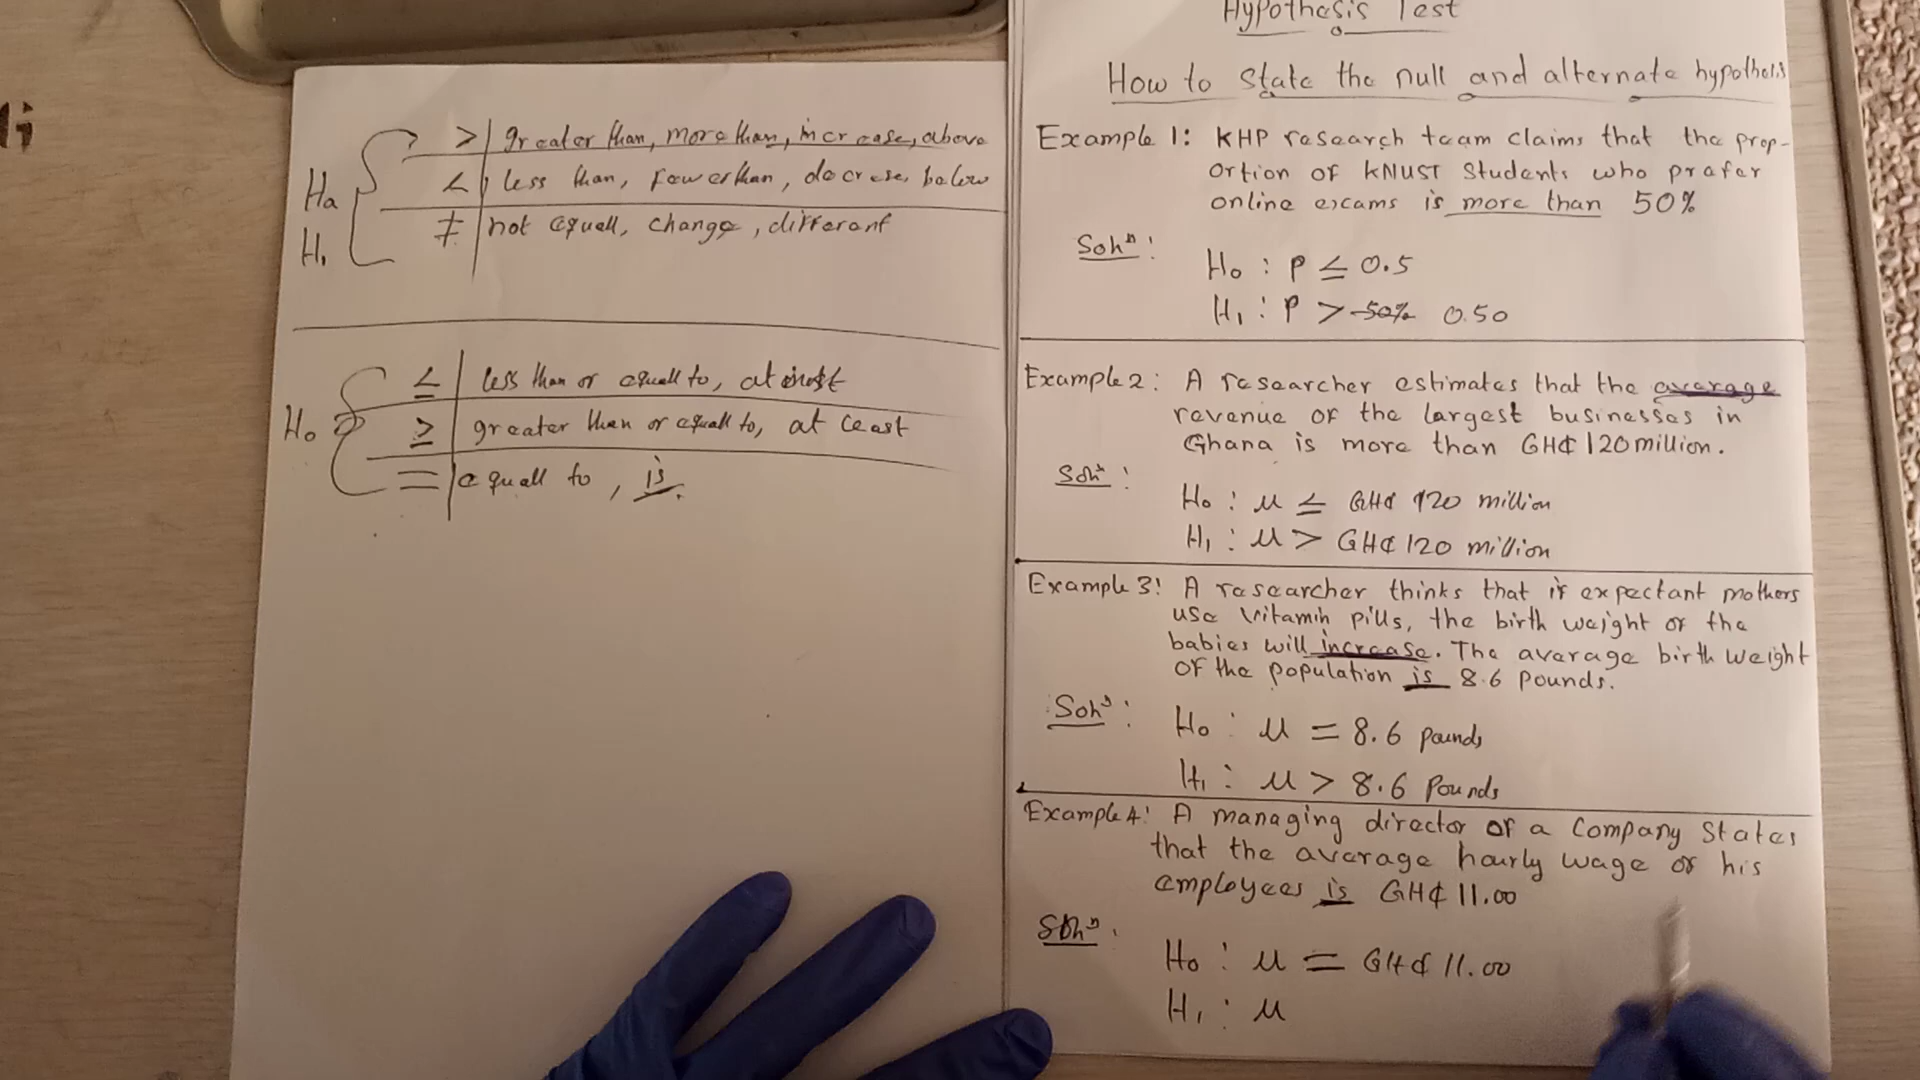 Ha
H₁
> greater than, more than, increase, above
< less than, fewer than, decrease, below
≠ not equall, change, different
H₀
≤ less than or equall to, at most
≥ greater than or equall to, at least
= equall to, is.
Hypothesis Test
How to State the null and alternate hypothesis
Example 1: KHP research team claims that the prop-
ortion of KNUST Students who prefer
online exams is more than 50%
Solⁿ:
H₀ : P ≤ 0.5
H₁ : P > 50% 0.50
Example 2: A researcher estimates that the average
revenue of the largest businesses in
Ghana is more than GH₵ 120 million.
Solⁿ:
H₀ : μ ≤ GH₵ 120 million
H₁ : μ > GH₵ 120 million
Example 3: A researcher thinks that if expectant mothers
use Vitamin pills, the birth weight of the
babies will increase. The average birth weight
of the population is 8.6 pounds.
Solⁿ:
H₀ : μ = 8.6 pounds
H₁ : μ > 8.6 Pounds
Example 4: A managing director of a Company States
that the average hourly wage of his
employees is GH₵ 11.00
Solⁿ:
H₀ : μ = GH₵ 11.00
H₁ : μ